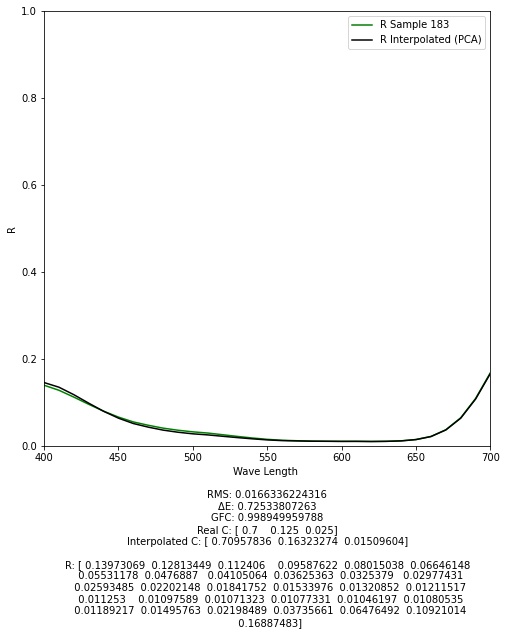 1.0
0.8
0.6
0.4
0.2
0.0
R
400 450 500 550 600 650 700
Wave Length
R Sample 183
R Interpolated (PCA)
RMS: 0.0166336224316
ΔE: 0.72533807263
GFC: 0.998949959788
Real C: [ 0.7 0.125 0.025]
Interpolated C: [ 0.70957836 0.16323274 0.01509604]
R: [ 0.13973069 0.12813449 0.112406 0.09587622 0.08015038 0.06646148
0.05531178 0.0476887 0.04105064 0.03625363 0.0325379 0.02977431
0.02593485 0.02202148 0.01841752 0.01533976 0.01320852 0.01211517
0.011253 0.01097589 0.01071323 0.01077331 0.01046197 0.01080535
0.01189217 0.01495763 0.02198489 0.03735661 0.06476492 0.10921014
0.16887483]